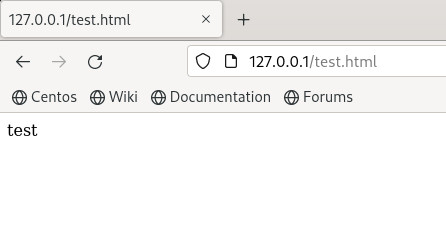 127.0.0.1/test.html
127.0.0.1/test.html
Centos Wiki Documentation Forums
test